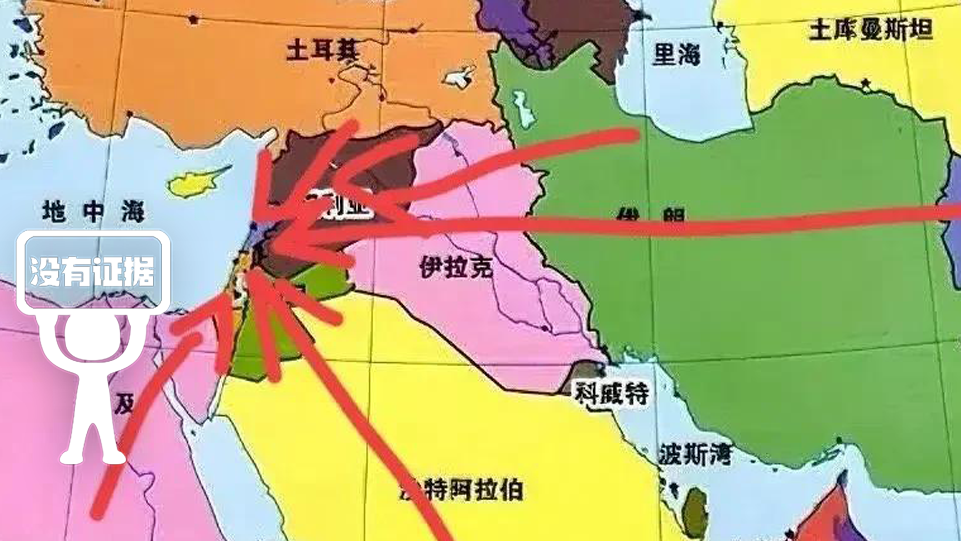 土库曼斯坦
土耳其
里海
利亚
地中海
伊朗
没有证据
伊拉克
科威特
及
波斯湾
沙特阿拉伯